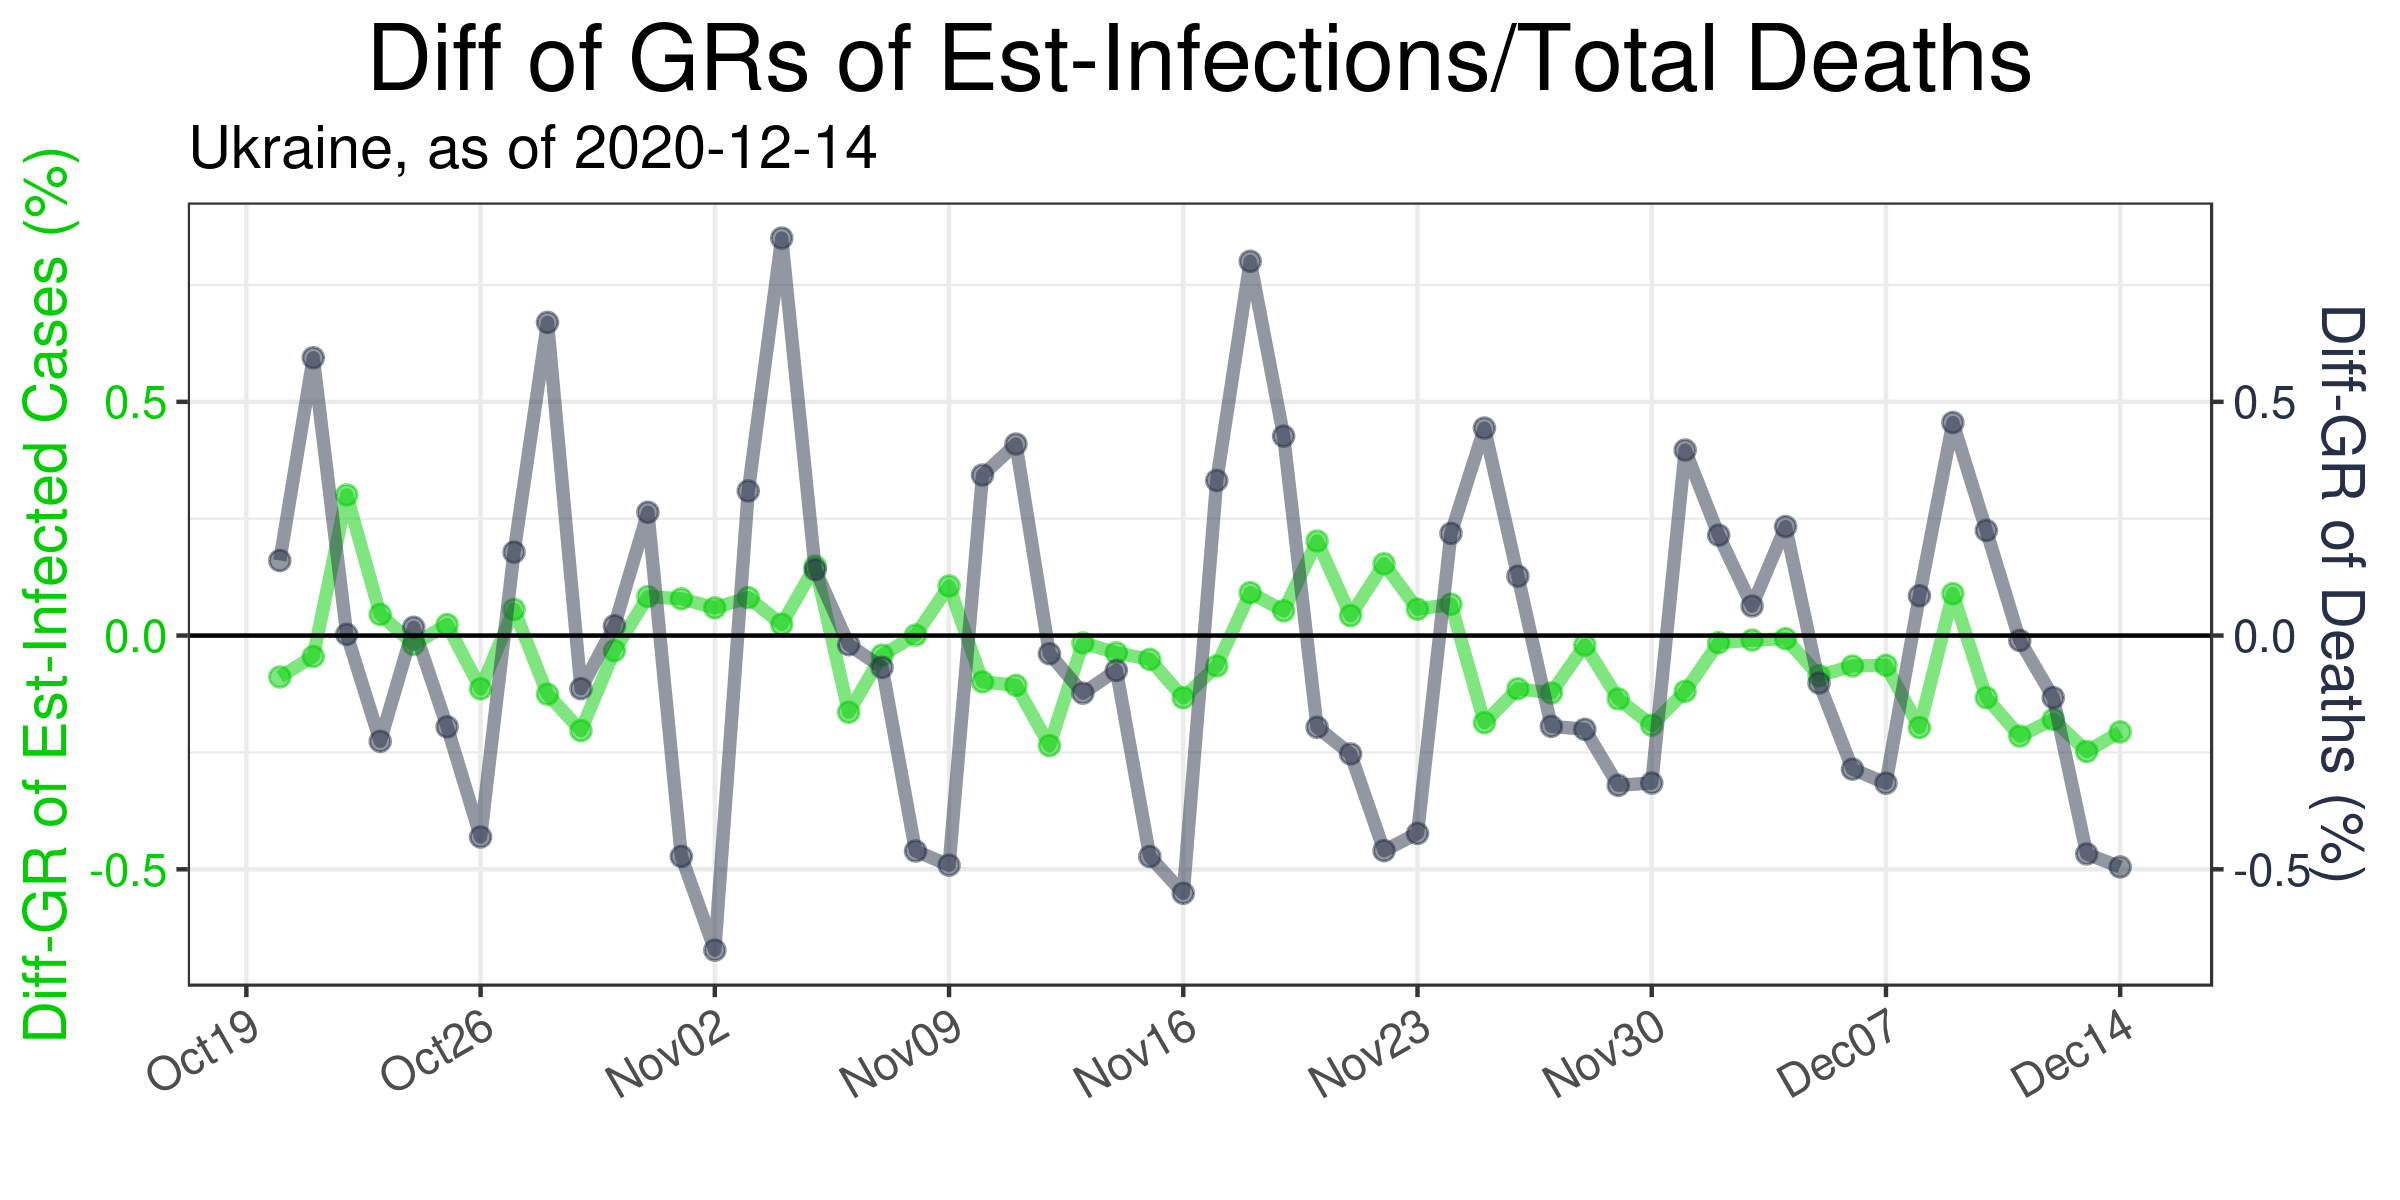 Diff of GRs of Est-Infections/Total Deaths
Ukraine, as of 2020-12-14
Diff-GR of Est-Infected Cases (%)
0.5
0.0
-0.5
0.5
0.0
-0.5
Diff-GR of Deaths (%)
Oct19
Oct26
Nov02
Nov09
Nov16
Nov23
Nov30
Dec07
Dec14